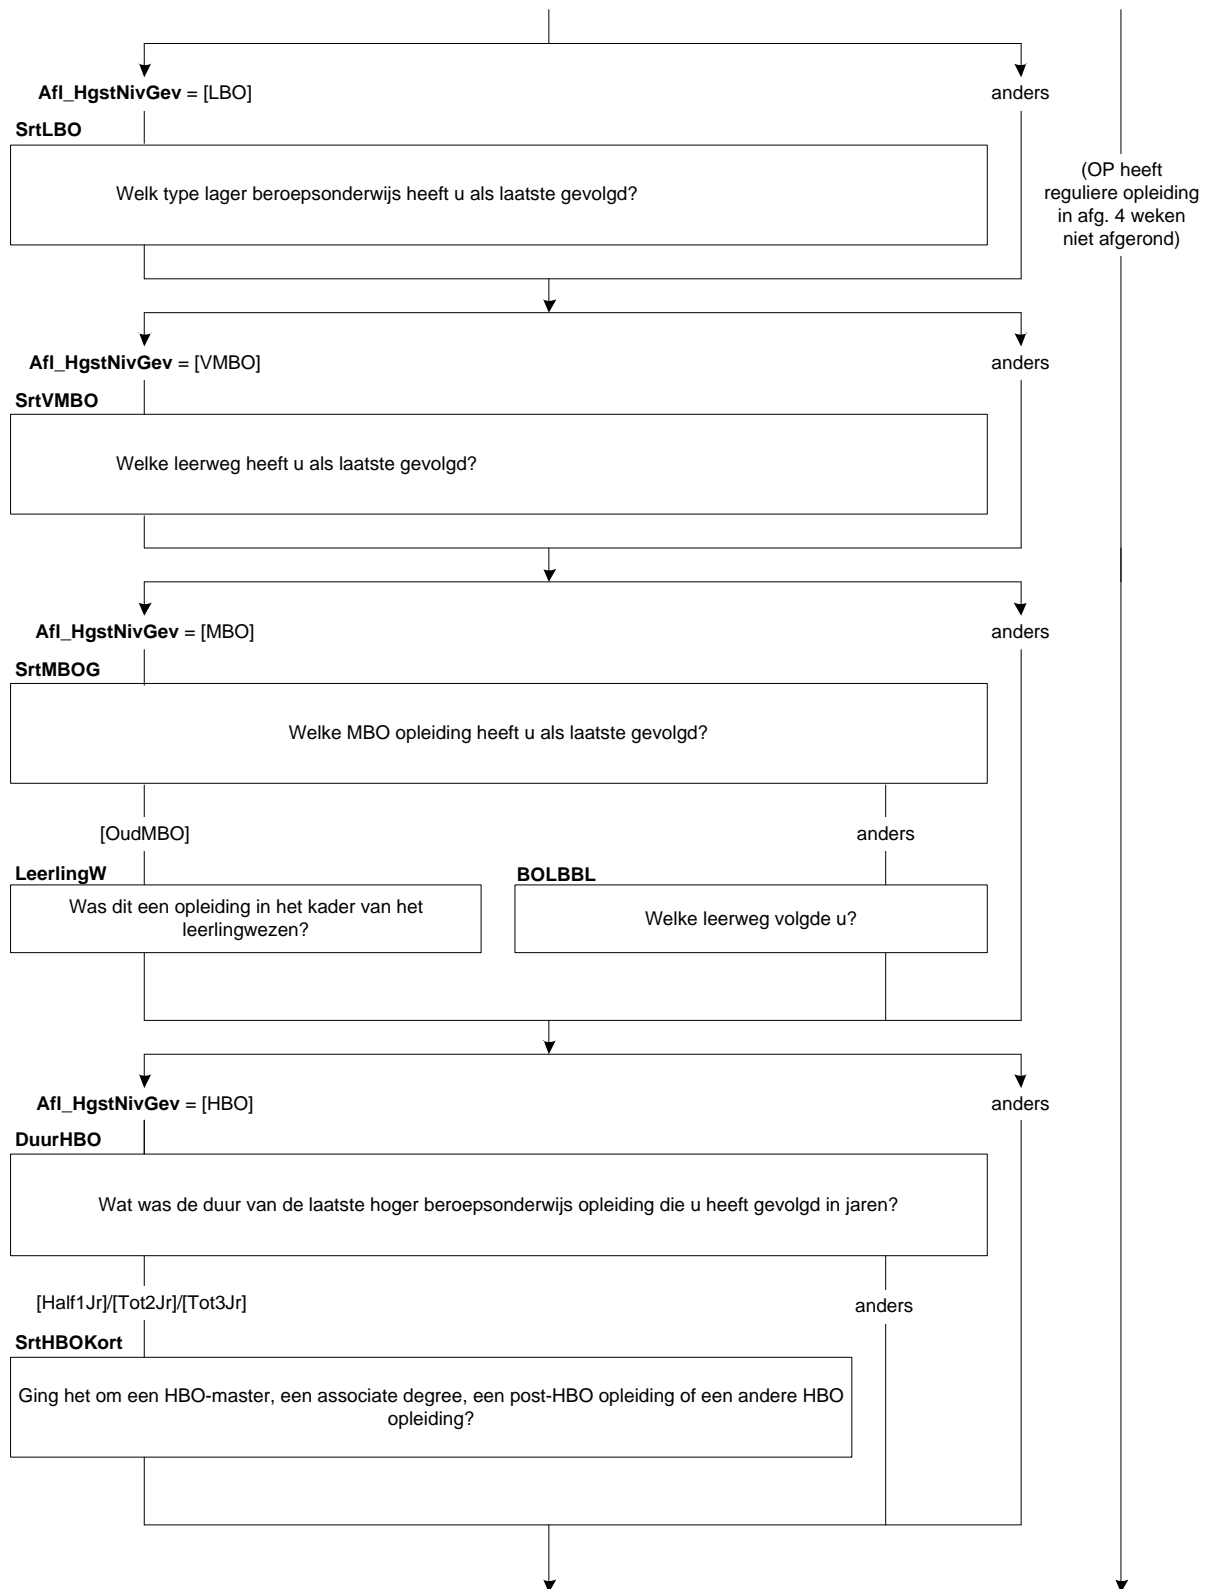 Afl_HgstNivGev = [LBO]
anders
SrtLBO
Welk type lager beroepsonderwijs heeft u als laatste gevolgd?
(OP heeft
reguliere opleiding
in afg. 4 weken
niet afgerond)
Afl_HgstNivGev = [VMBO]
anders
SrtVMBO
Welke leerweg heeft u als laatste gevolgd?
Afl_HgstNivGev = [MBO]
anders
SrtMBOG
Welke MBO opleiding heeft u als laatste gevolgd?
[OudMBO]
anders
LeerlingW
BOLBBL
Was dit een opleiding in het kader van het
leerlingwezen?
Welke leerweg volgde u?
Afl_HgstNivGev = [HBO]
anders
DuurHBO
Wat was de duur van de laatste hoger beroepsonderwijs opleiding die u heeft gevolgd in jaren?
[Half1Jr]/[Tot2Jr]/[Tot3Jr]
anders
SrtHBOKort
Ging het om een HBO-master, een associate degree, een post-HBO opleiding of een andere HBO
opleiding?